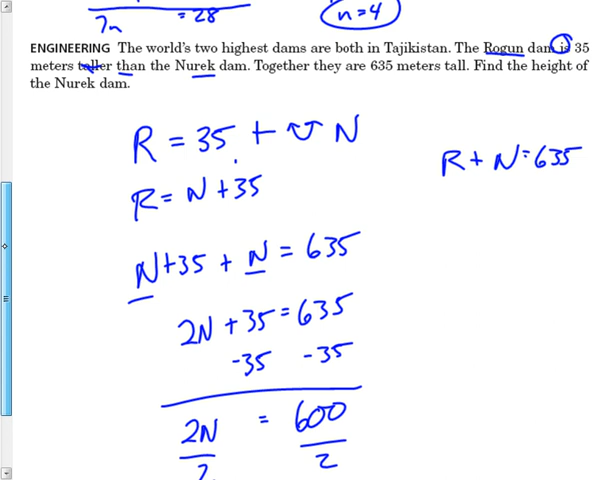 7n = 28
n=4
ENGINEERING The world's two highest dams are both in Tajikistan. The Rogun dam is 35
meters taller than the Nurek dam. Together they are 635 meters tall. Find the height of
the Nurek dam.
R = 35 + N
R + N = 635
R = N + 35
N+35 + N = 635
2N + 35 = 635
-35 -35
2N = 600
2 2